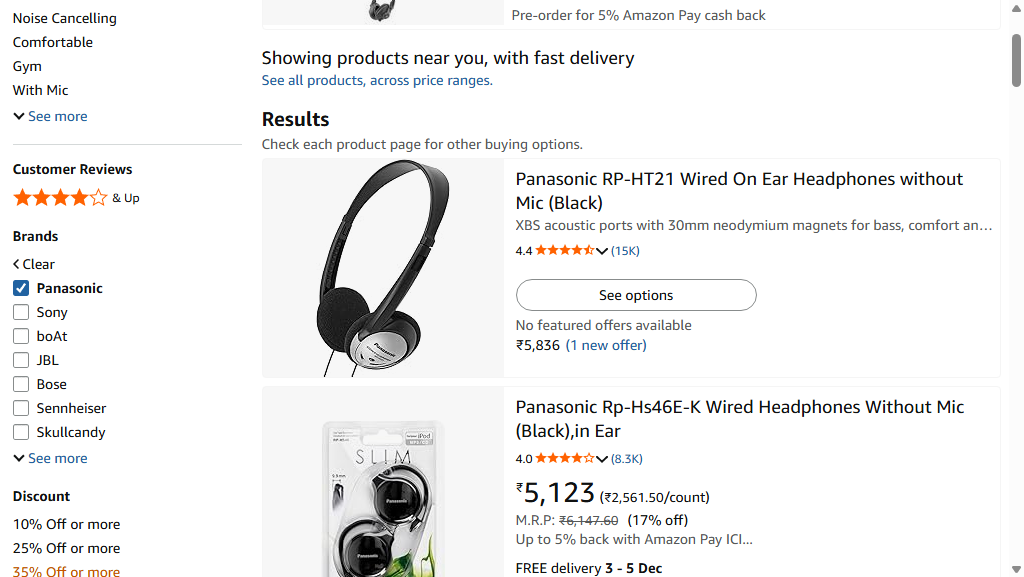 Noise Cancelling
Comfortable
Gym
With Mic
See more
Customer Reviews
& Up
Brands
Clear
Panasonic
Sony
boAt
JBL
Bose
Sennheiser
Skullcandy
See more
Discount
10% Off or more
25% Off or more
35% Off or more
Pre-order for 5% Amazon Pay cash back
Showing products near you, with fast delivery
See all products, across price ranges.
Results
Check each product page for other buying options.
Panasonic
Panasonic RP-HT21 Wired On Ear Headphones without
Mic (Black)
XBS acoustic ports with 30mm neodymium magnets for bass, comfort an…
4.4 (15K)
See options
No featured offers available
₹5,836 (1 new offer)
iPod
SLIM
Panasonic
Panasonic
Panasonic Rp-Hs46E-K Wired Headphones Without Mic
(Black),in Ear
4.0 (8.3K)
₹5,123 (₹2,561.50/count)
M.R.P: ₹6,147.60 (17% off)
Up to 5% back with Amazon Pay ICI…
FREE delivery 3 - 5 Dec